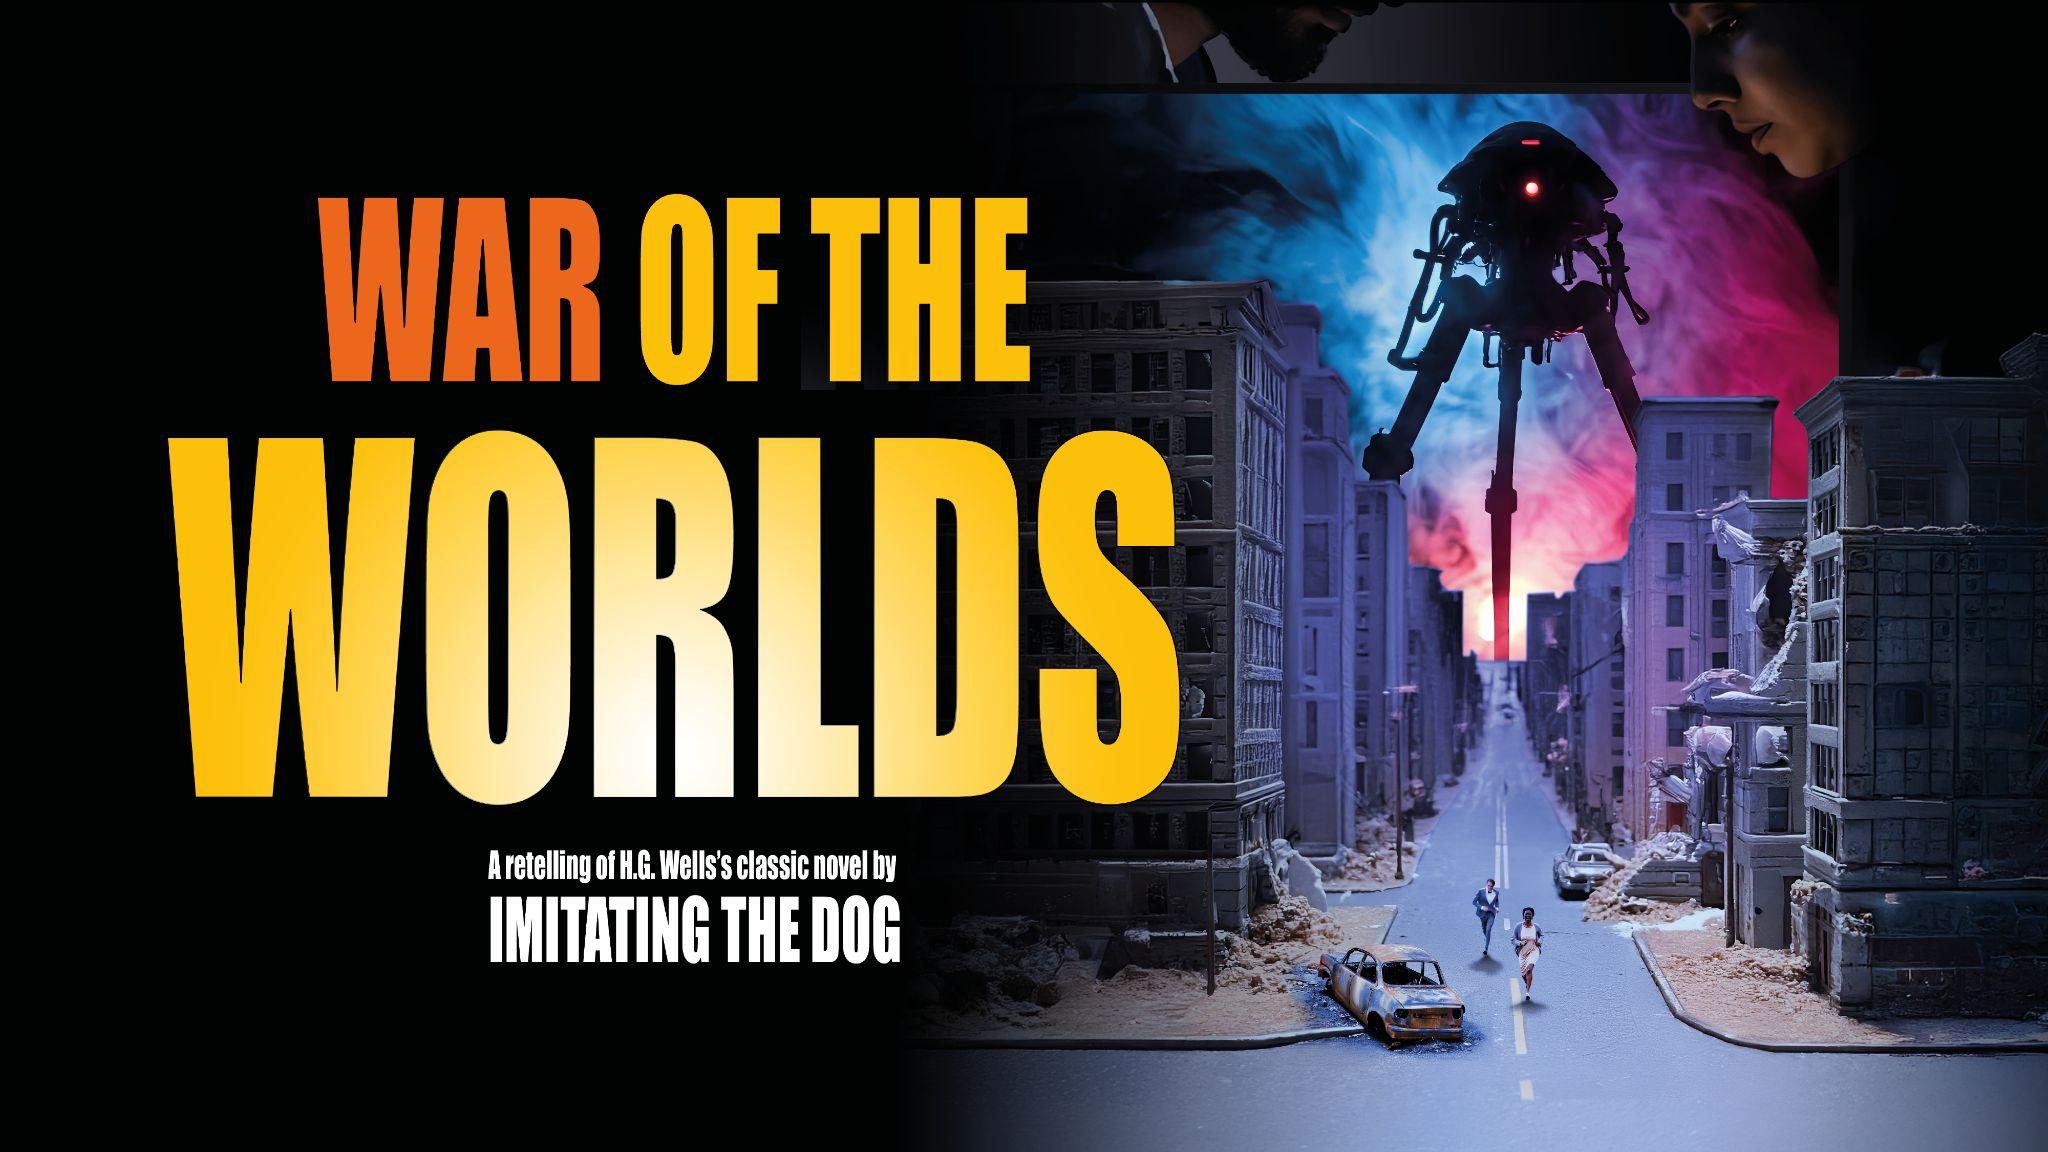 WAR OF THE
WORLDS
A retelling of H.G. Wells's classic novel by
IMITATING THE DOG